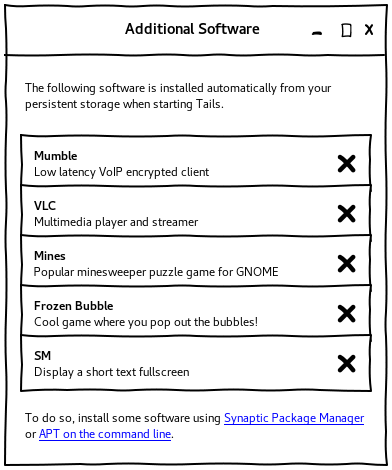 Additional Software
The following software is installed automatically from your
persistent storage when starting Tails.
Mumble
Low latency VoIP encrypted client
VLC
Multimedia player and streamer
Mines
Popular minesweeper puzzle game for GNOME
Frozen Bubble
Cool game where you pop out the bubbles!
SM
Display a short text fullscreen
To do so, install some software using Synaptic Package Manager
or APT on the command line.